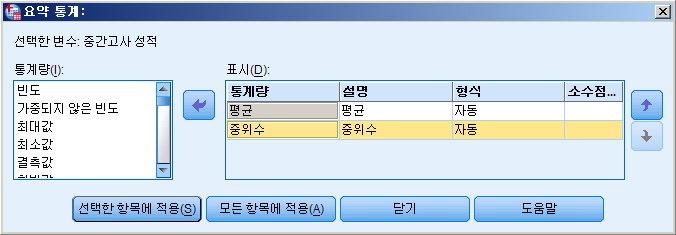 요약 통계:
선택한 변수: 중간고사 성적
통계량(I):
표시(D):
빈도
가중되지 않은 빈도
최대값
최소값
결측값
통계량 설명 형식 소수점...
평균 평균 자동
중위수 중위수 자동
선택한 항목에 적용(S) 모든 항목에 적용(A) 닫기 도움말